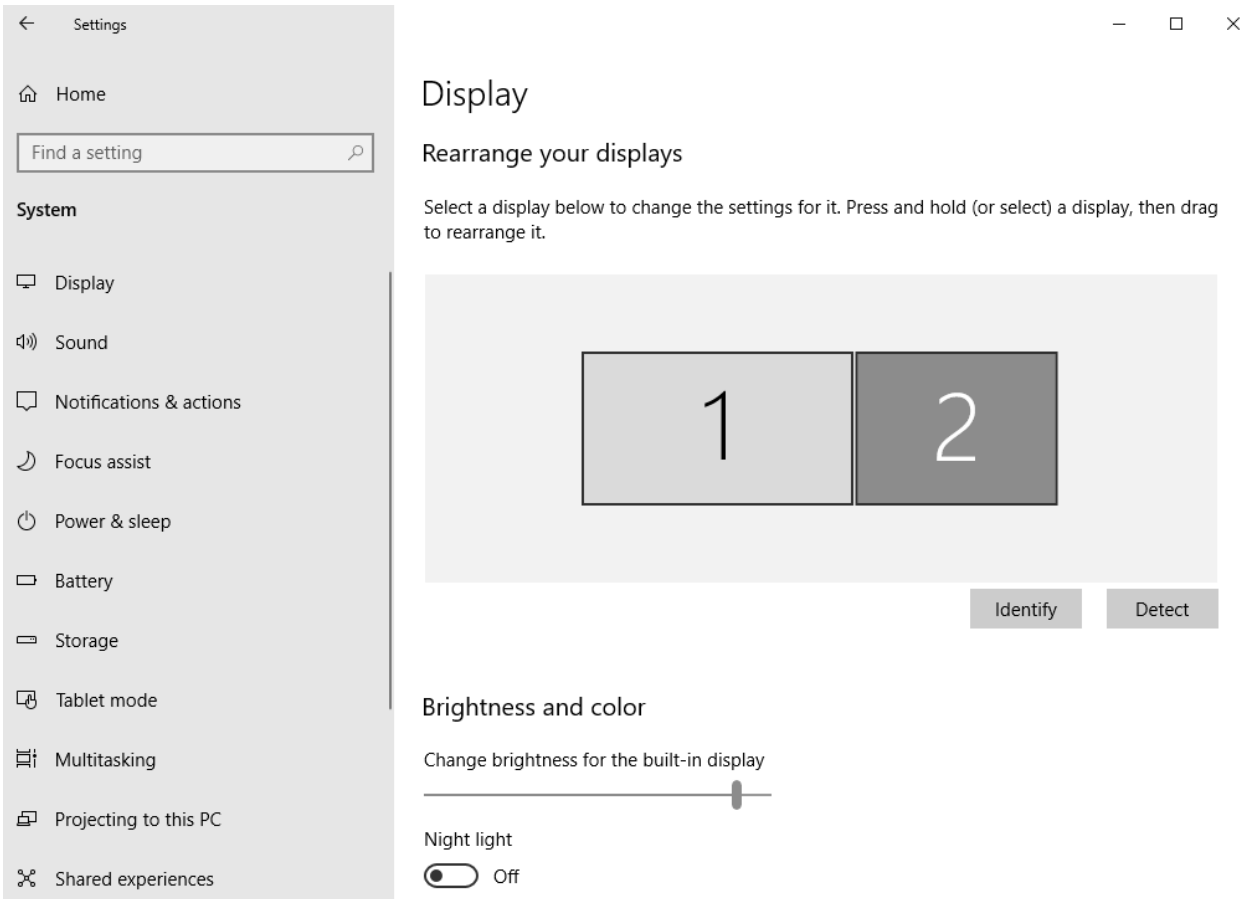 Settings
Home
Find a setting
System
Display
Sound
Notifications & actions
Focus assist
Power & sleep
Battery
Storage
Tablet mode
Multitasking
Projecting to this PC
Shared experiences
Display
Rearrange your displays
Select a display below to change the settings for it. Press and hold (or select) a display, then drag
to rearrange it.
1
2
Identify
Detect
Brightness and color
Change brightness for the built-in display
Night light
Off